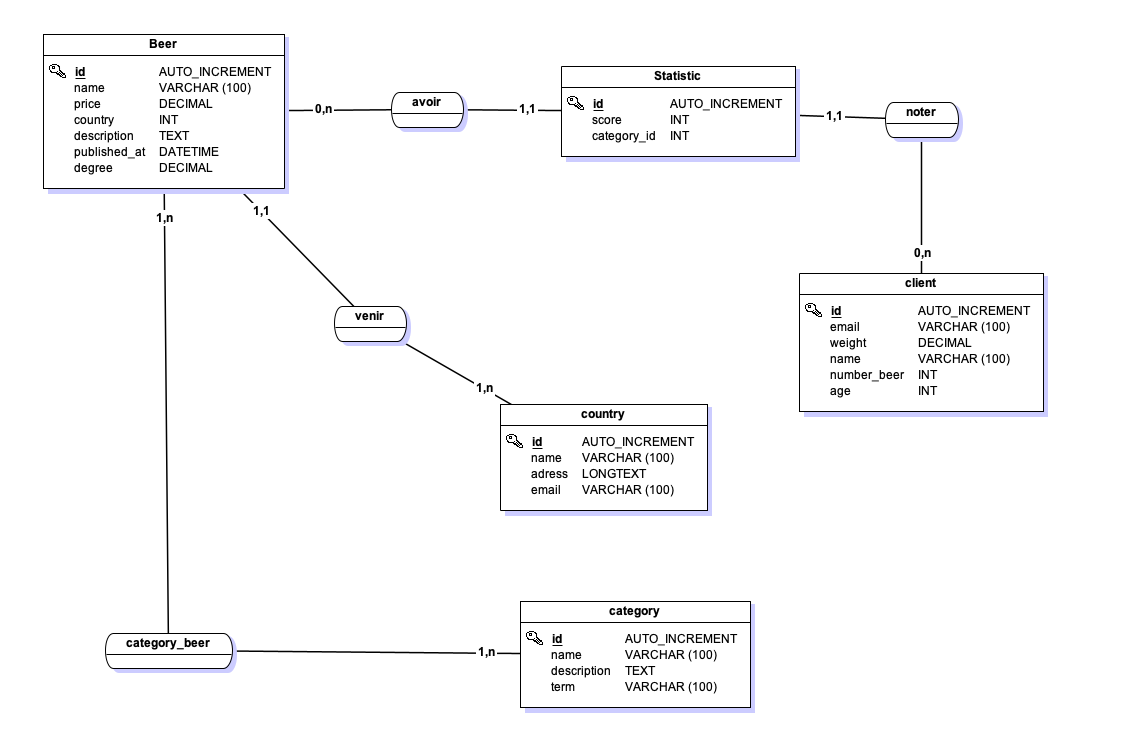 Beer
id AUTO_INCREMENT
name VARCHAR (100)
price DECIMAL
country INT
description TEXT
published_at DATETIME
degree DECIMAL
0,n
avoir
1,1
Statistic
id AUTO_INCREMENT
score INT
category_id INT
1,1
noter
0,n
client
id AUTO_INCREMENT
email VARCHAR (100)
weight DECIMAL
name VARCHAR (100)
number_beer INT
age INT
1,n
1,1
venir
1,n
country
id AUTO_INCREMENT
name VARCHAR (100)
adress LONGTEXT
email VARCHAR (100)
category_beer
1,n
category
id AUTO_INCREMENT
name VARCHAR (100)
description TEXT
term VARCHAR (100)